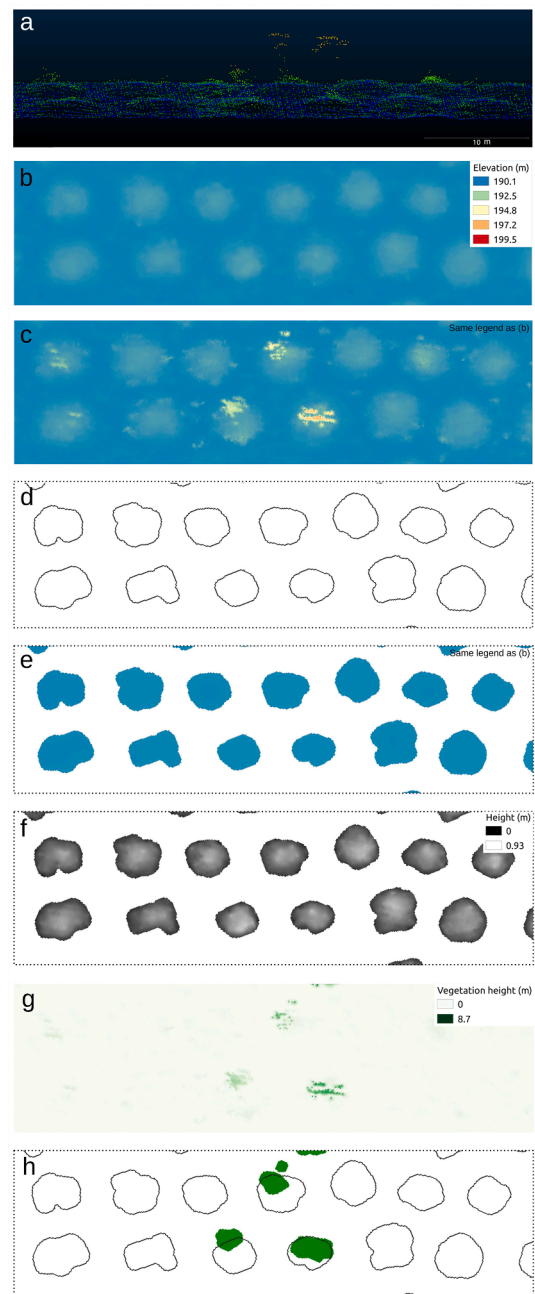 a
10 m
b
Elevation (m)
190.1
192.5
194.8
197.2
199.5
c
Same legend as (b)
d
e
Same legend as (b)
f
Height (m)
0
0.93
g
Vegetation height (m)
0
8.7
h